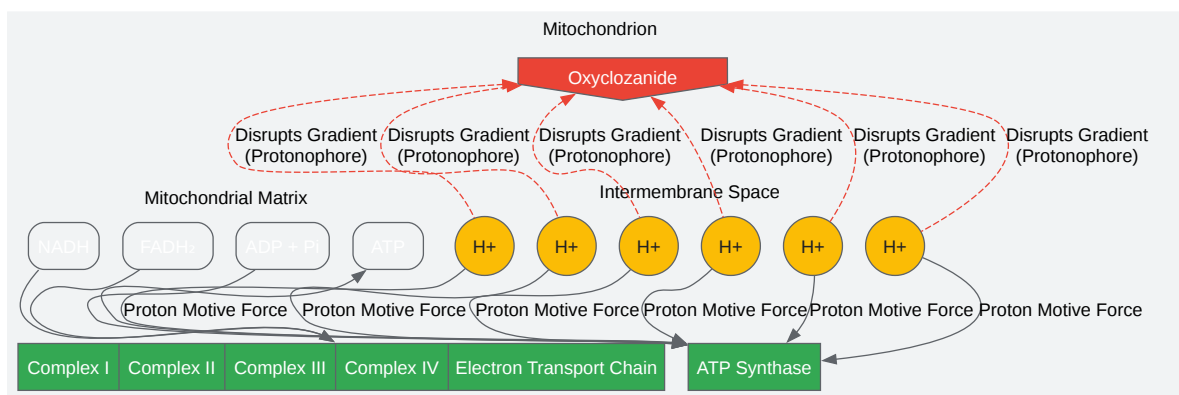 Mitochondrion
Oxyclozanide
Disrupts Gradient
(Protonophore)
Disrupts Gradient
(Protonophore)
Disrupts Gradient
(Protonophore)
Disrupts Gradient
(Protonophore)
Disrupts Gradient
(Protonophore)
Disrupts Gradient
(Protonophore)
Mitochondrial Matrix
Intermembrane Space
NADH
FADH₂
ADP + Pi
ATP
H+
H+
H+
H+
H+
H+
Proton Motive Force
Proton Motive Force
Proton Motive Force
Proton Motive Force
Proton Motive Force
Proton Motive Force
Complex I
Complex II
Complex III
Complex IV
Electron Transport Chain
ATP Synthase